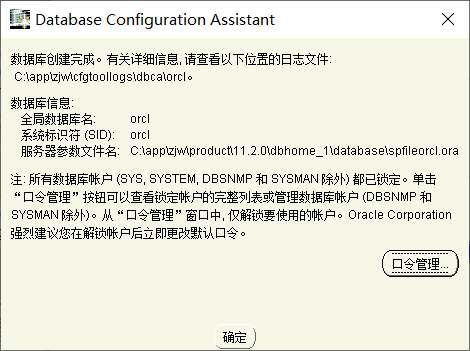 Database Configuration Assistant
数据库创建完成。有关详细信息, 请查看以下位置的日志文件:
C:\app\zjw\cfgtoollogs\dbca\orcl。
数据库信息:
全局数据库名: orcl
系统标识符 (SID): orcl
服务器参数文件名: C:\app\zjw\product\11.2.0\dbhome_1\database\spfileorcl.ora
注: 所有数据库帐户 (SYS, SYSTEM, DBSNMP 和 SYSMAN 除外) 都已锁定。单击
“口令管理”按钮可以查看锁定帐户的完整列表或管理数据库帐户 (DBSNMP 和
SYSMAN 除外)。从“口令管理”窗口中, 仅解锁要使用的帐户。Oracle Corporation
强烈建议您在解锁帐户后立即更改默认口令。
口令管理...
确定